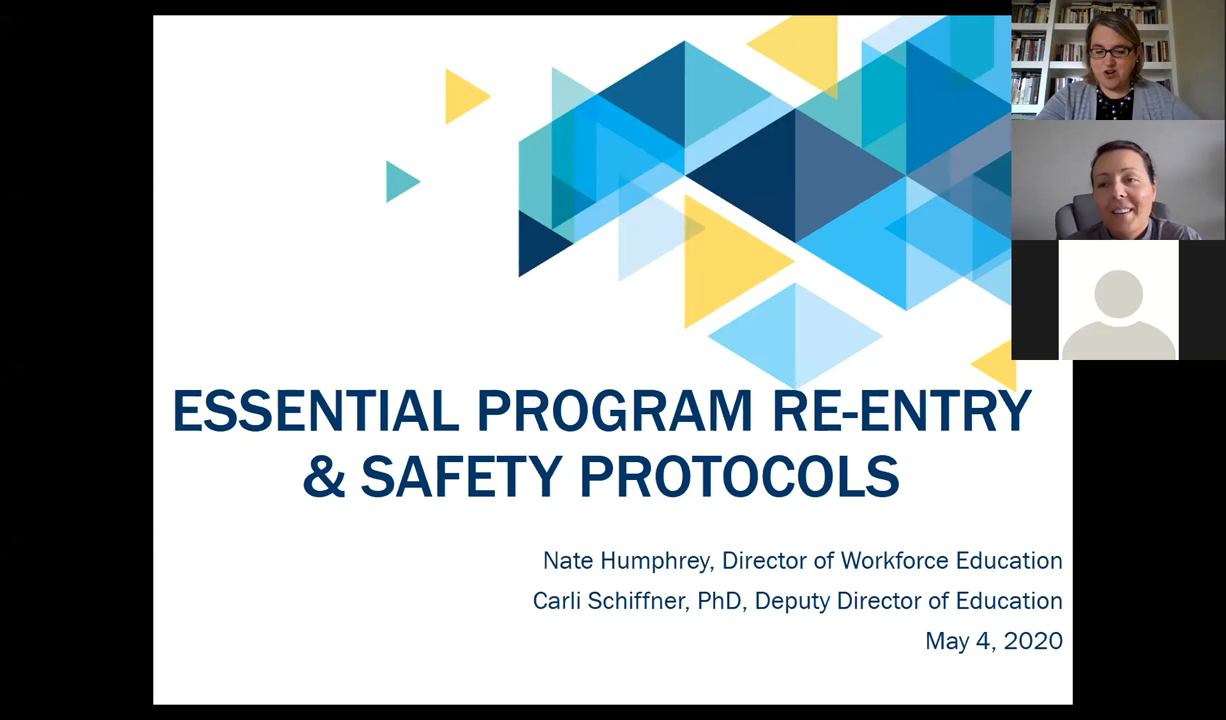 ESSENTIAL PROGRAM RE-ENTRY
& SAFETY PROTOCOLS
Nate Humphrey, Director of Workforce Education
Carli Schiffner, PhD, Deputy Director of Education
May 4, 2020